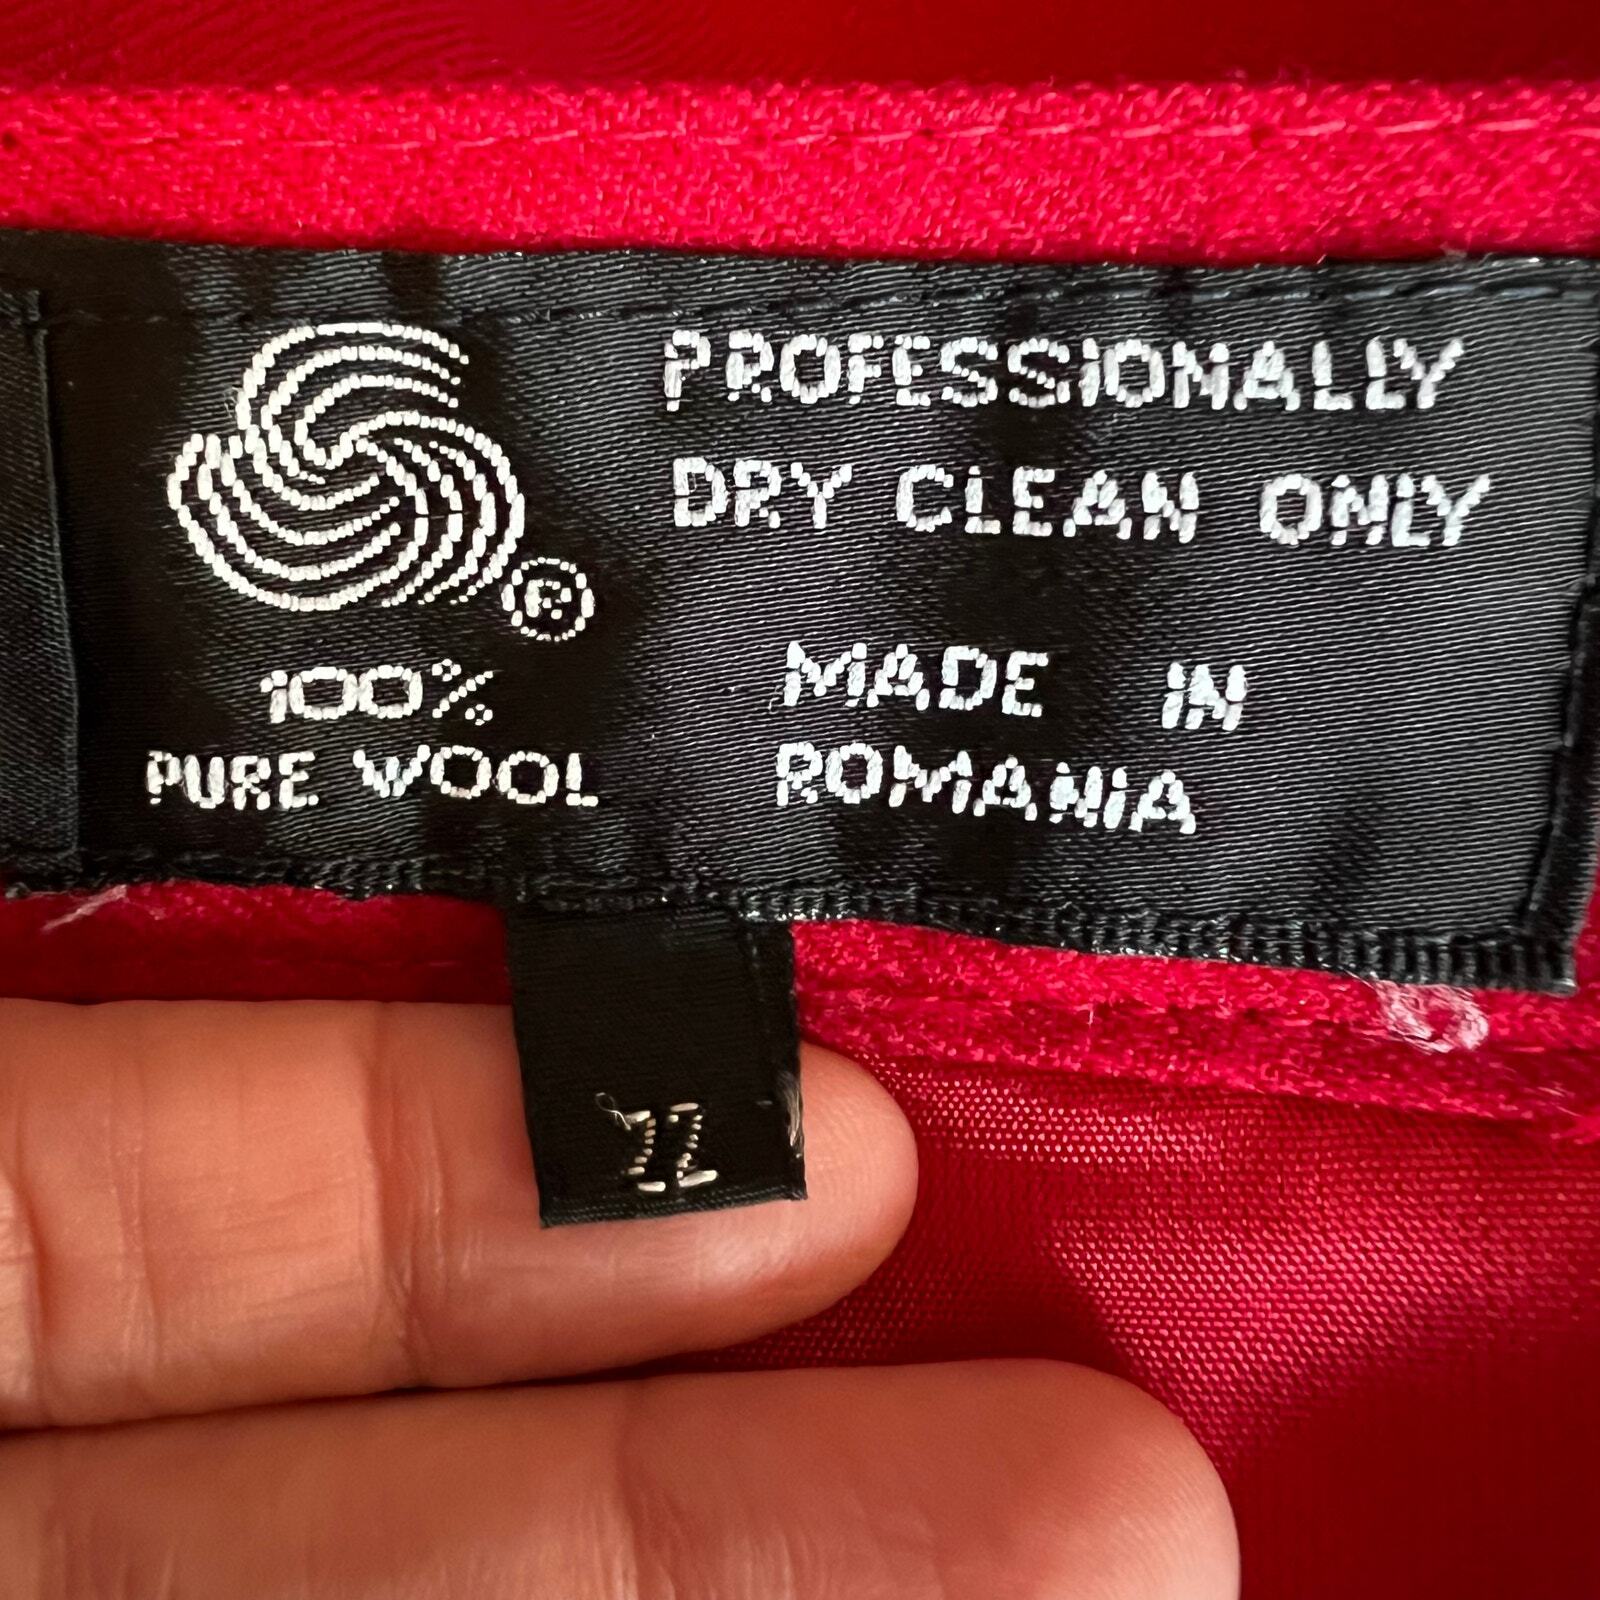 PROFESSIONALLY
DRY CLEAN ONLY
®
100%
PURE WOOL
MADE IN
ROMANIA